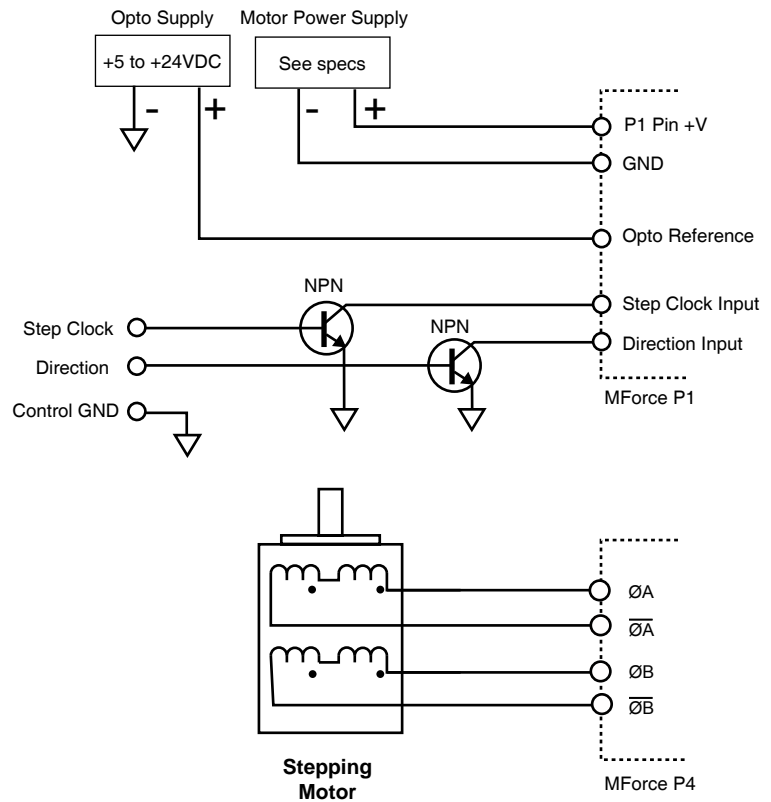 Opto Supply
Motor Power Supply
+5 to +24VDC
See specs
-
+
-
+
P1 Pin +V
GND
Opto Reference
NPN
Step Clock Input
NPN
Step Clock
Direction Input
Direction
MForce P1
Control GND
ØA
ØA̅
ØB
ØB̅
Stepping
Motor
MForce P4